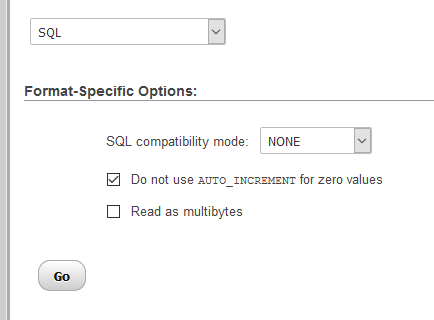 SQL
Format-Specific Options:
SQL compatibility mode: NONE
Do not use AUTO_INCREMENT for zero values
Read as multibytes
Go